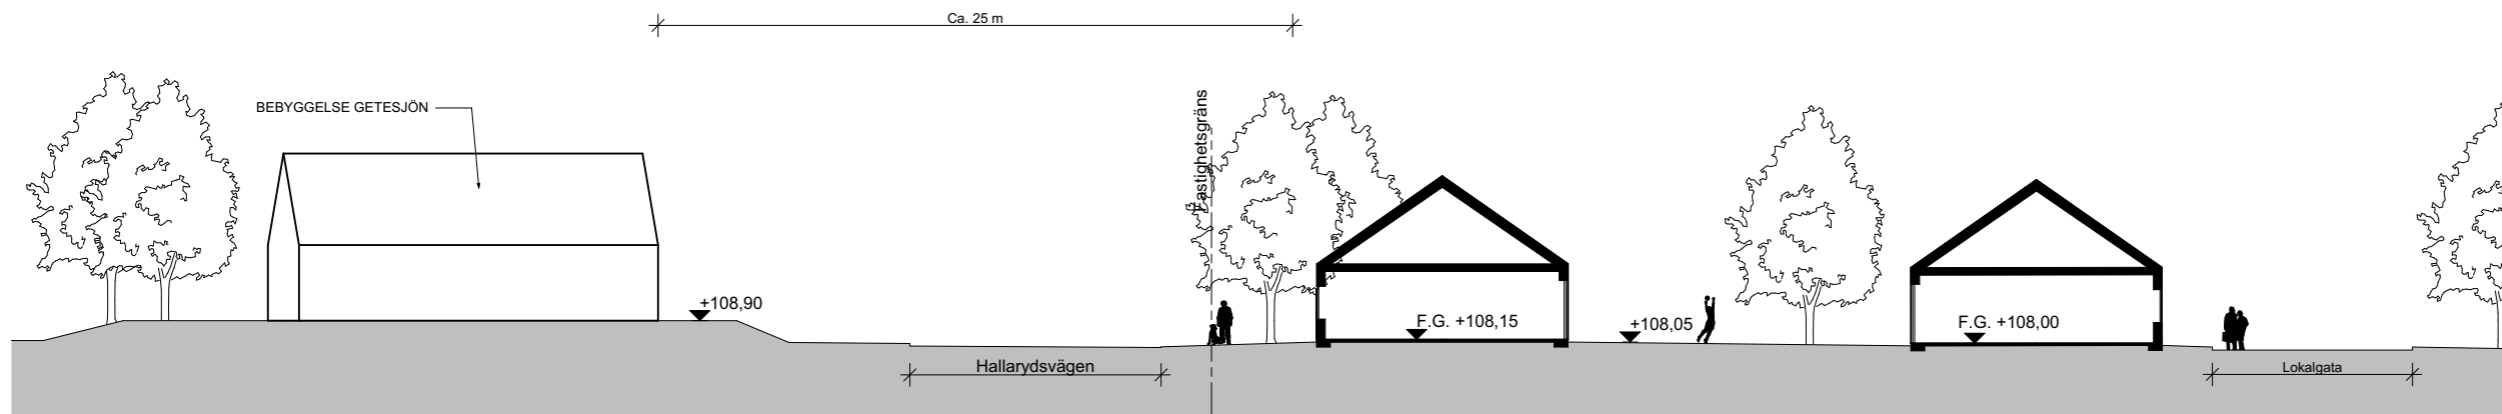 Ca. 25 m
BEBYGGELSE GETESJÖN
Fastighetsgräns
+108,90
F.G. +108,15
+108,05
F.G. +108,00
Hallarydsvägen
Lokalgata